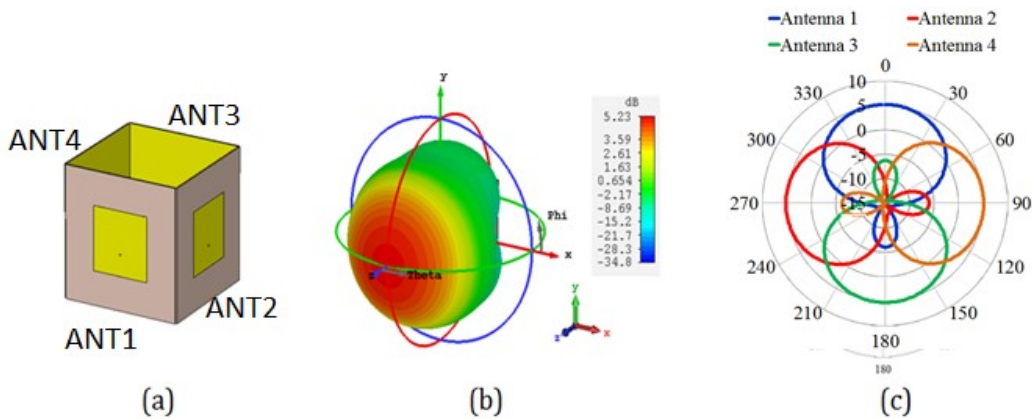 ANT4
ANT3
ANT2
ANT1
(a)
y
dB
5.23
3.59
1.63
0.654
-2.17
-8.69
-15.2
-21.7
-28.3
-34.8
Phi
x
z
Theta
y
z
x
(b)
Antenna 1
Antenna 2
Antenna 3
Antenna 4
0
10
330
30
5
300
0
60
-5
-10
270
-15
90
240
120
210
150
180
180
(c)